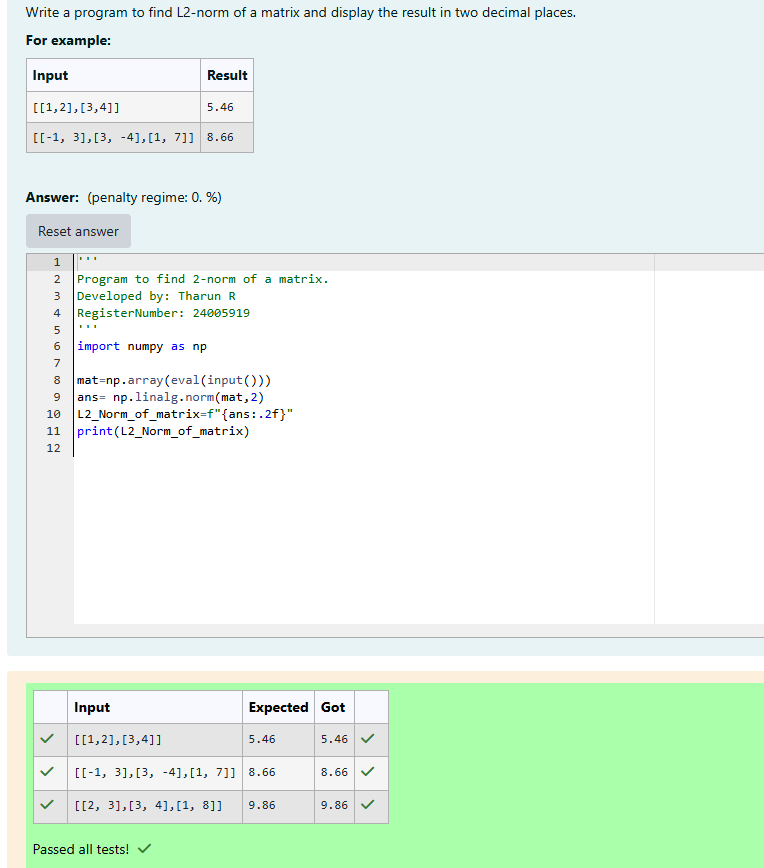 Write a program to find L2-norm of a matrix and display the result in two decimal places.
For example:
Input Result
[[1,2],[3,4]] 5.46
[[-1, 3],[3, -4],[1, 7]] 8.66
Answer: (penalty regime: 0. %)
Reset answer
1 '''
2 Program to find 2-norm of a matrix.
3 Developed by: Tharun R
4 RegisterNumber: 24005919
5 '''
6 import numpy as np
7
8 mat=np.array(eval(input()))
9 ans= np.linalg.norm(mat,2)
10 L2_Norm_of_matrix=f"{ans:.2f}"
11 print(L2_Norm_of_matrix)
12
Input Expected Got
[[1,2],[3,4]] 5.46 5.46
[[-1, 3],[3, -4],[1, 7]] 8.66 8.66
[[2, 3],[3, 4],[1, 8]] 9.86 9.86
Passed all tests!